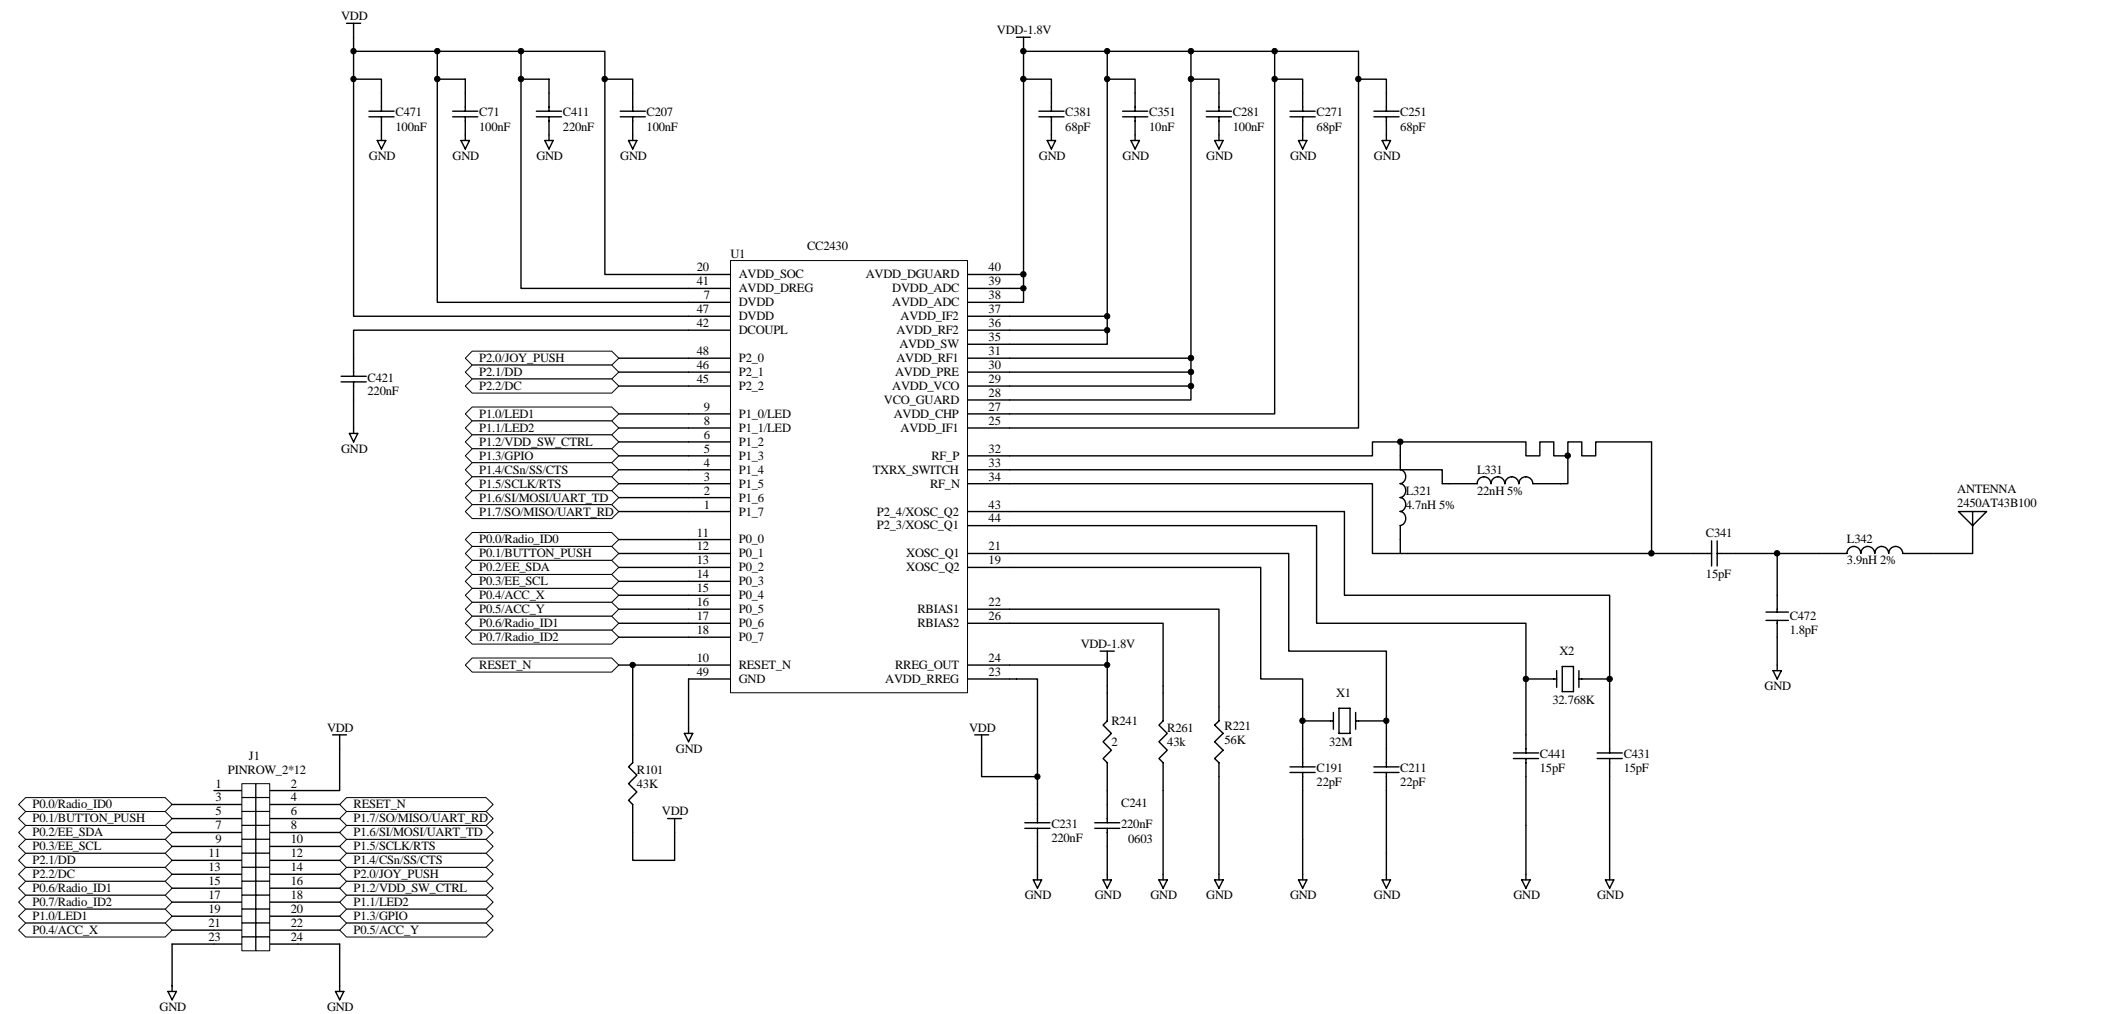 VDD
VDD-1.8V
C471
100nF
GND
C71
100nF
GND
C411
220nF
GND
C207
100nF
GND
C381
68pF
GND
C351
10nF
GND
C281
100nF
GND
C271
68pF
GND
C251
68pF
GND
U1
CC2430
20 AVDD_SOC
41 AVDD_DREG
7 DVDD
47 DVDD
42 DCOUPL
C421
220nF
GND
P2.0/JOY_PUSH 48 P2_0
P2.1/DD 46 P2_1
P2.2/DC 45 P2_2
P1.0/LED1 9 P1_0/LED
P1.1/LED2 8 P1_1/LED
P1.2/VDD_SW_CTRL 6 P1_2
P1.3/GPIO 5 P1_3
P1.4/CSn/SS/CTS 4 P1_4
P1.5/SCLK/RTS 3 P1_5
P1.6/SI/MOSI/UART_TD 2 P1_6
P1.7/SO/MISO/UART_RD 1 P1_7
P0.0/Radio_ID0 11 P0_0
P0.1/BUTTON_PUSH 12 P0_1
P0.2/EE_SDA 13 P0_2
P0.3/EE_SCL 14 P0_3
P0.4/ACC_X 15 P0_4
P0.5/ACC_Y 16 P0_5
P0.6/Radio_ID1 17 P0_6
P0.7/Radio_ID2 18 P0_7
RESET_N 10 RESET_N
49 GND
GND
AVDD_DGUARD 40
DVDD_ADC 39
AVDD_ADC 38
AVDD_IF2 37
AVDD_RF2 36
AVDD_SW 35
AVDD_RF1 31
AVDD_PRE 30
AVDD_VCO 29
VCO_GUARD 28
AVDD_CHP 27
AVDD_IF1 25
RF_P 32
TXRX_SWITCH 33
RF_N 34
P2_4/XOSC_Q2 43
P2_3/XOSC_Q1 44
XOSC_Q1 21
XOSC_Q2 19
RBIAS1 22
RBIAS2 26
RREG_OUT 24
AVDD_RREG 23
L331
22nH 5%
L321
4.7nH 5%
ANTENNA
2450AT43B100
C341
15pF
L342
3.9nH 2%
C472
1.8pF
GND
VDD-1.8V
VDD
R241
2
R261
43k
R221
56K
X1
32M
X2
32.768K
C191
22pF
C211
22pF
C441
15pF
C431
15pF
C231
220nF
C241
220nF
0603
GND
GND
GND
GND
GND
GND
GND
GND
R101
43K
VDD
VDD
J1
PINROW_2*12
1 2
P0.0/Radio_ID0 3 4 RESET_N
P0.1/BUTTON_PUSH 5 6 P1.7/SO/MISO/UART_RD
P0.2/EE_SDA 7 8 P1.6/SI/MOSI/UART_TD
P0.3/EE_SCL 9 10 P1.5/SCLK/RTS
P2.1/DD 11 12 P1.4/CSn/SS/CTS
P2.2/DC 13 14 P2.0/JOY_PUSH
P0.6/Radio_ID1 15 16 P1.2/VDD_SW_CTRL
P0.7/Radio_ID2 17 18 P1.1/LED2
P1.0/LED1 19 20 P1.3/GPIO
P0.4/ACC_X 21 22 P0.5/ACC_Y
23 24
GND
GND